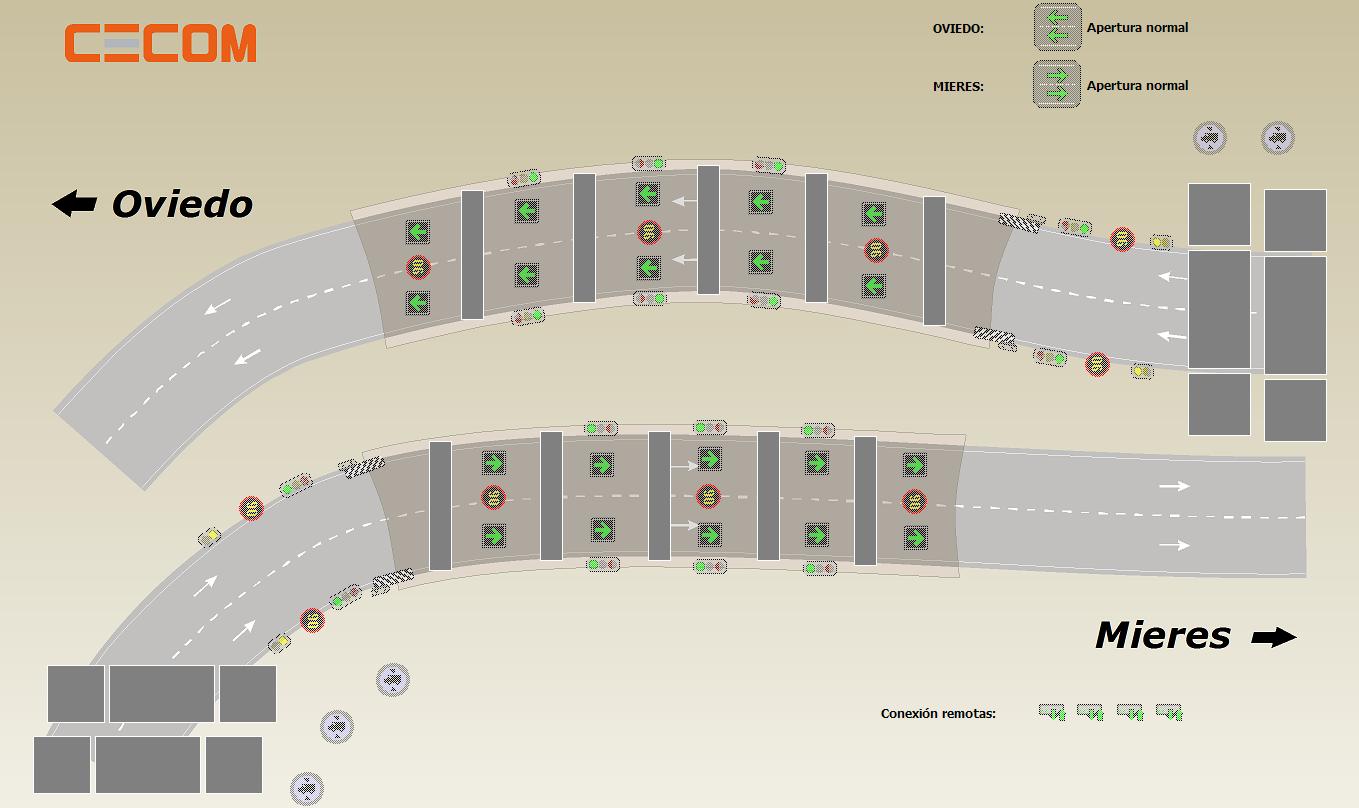 CECOM
OVIEDO: Apertura normal
MIERES: Apertura normal
Oviedo
Mieres
Conexión remotas: